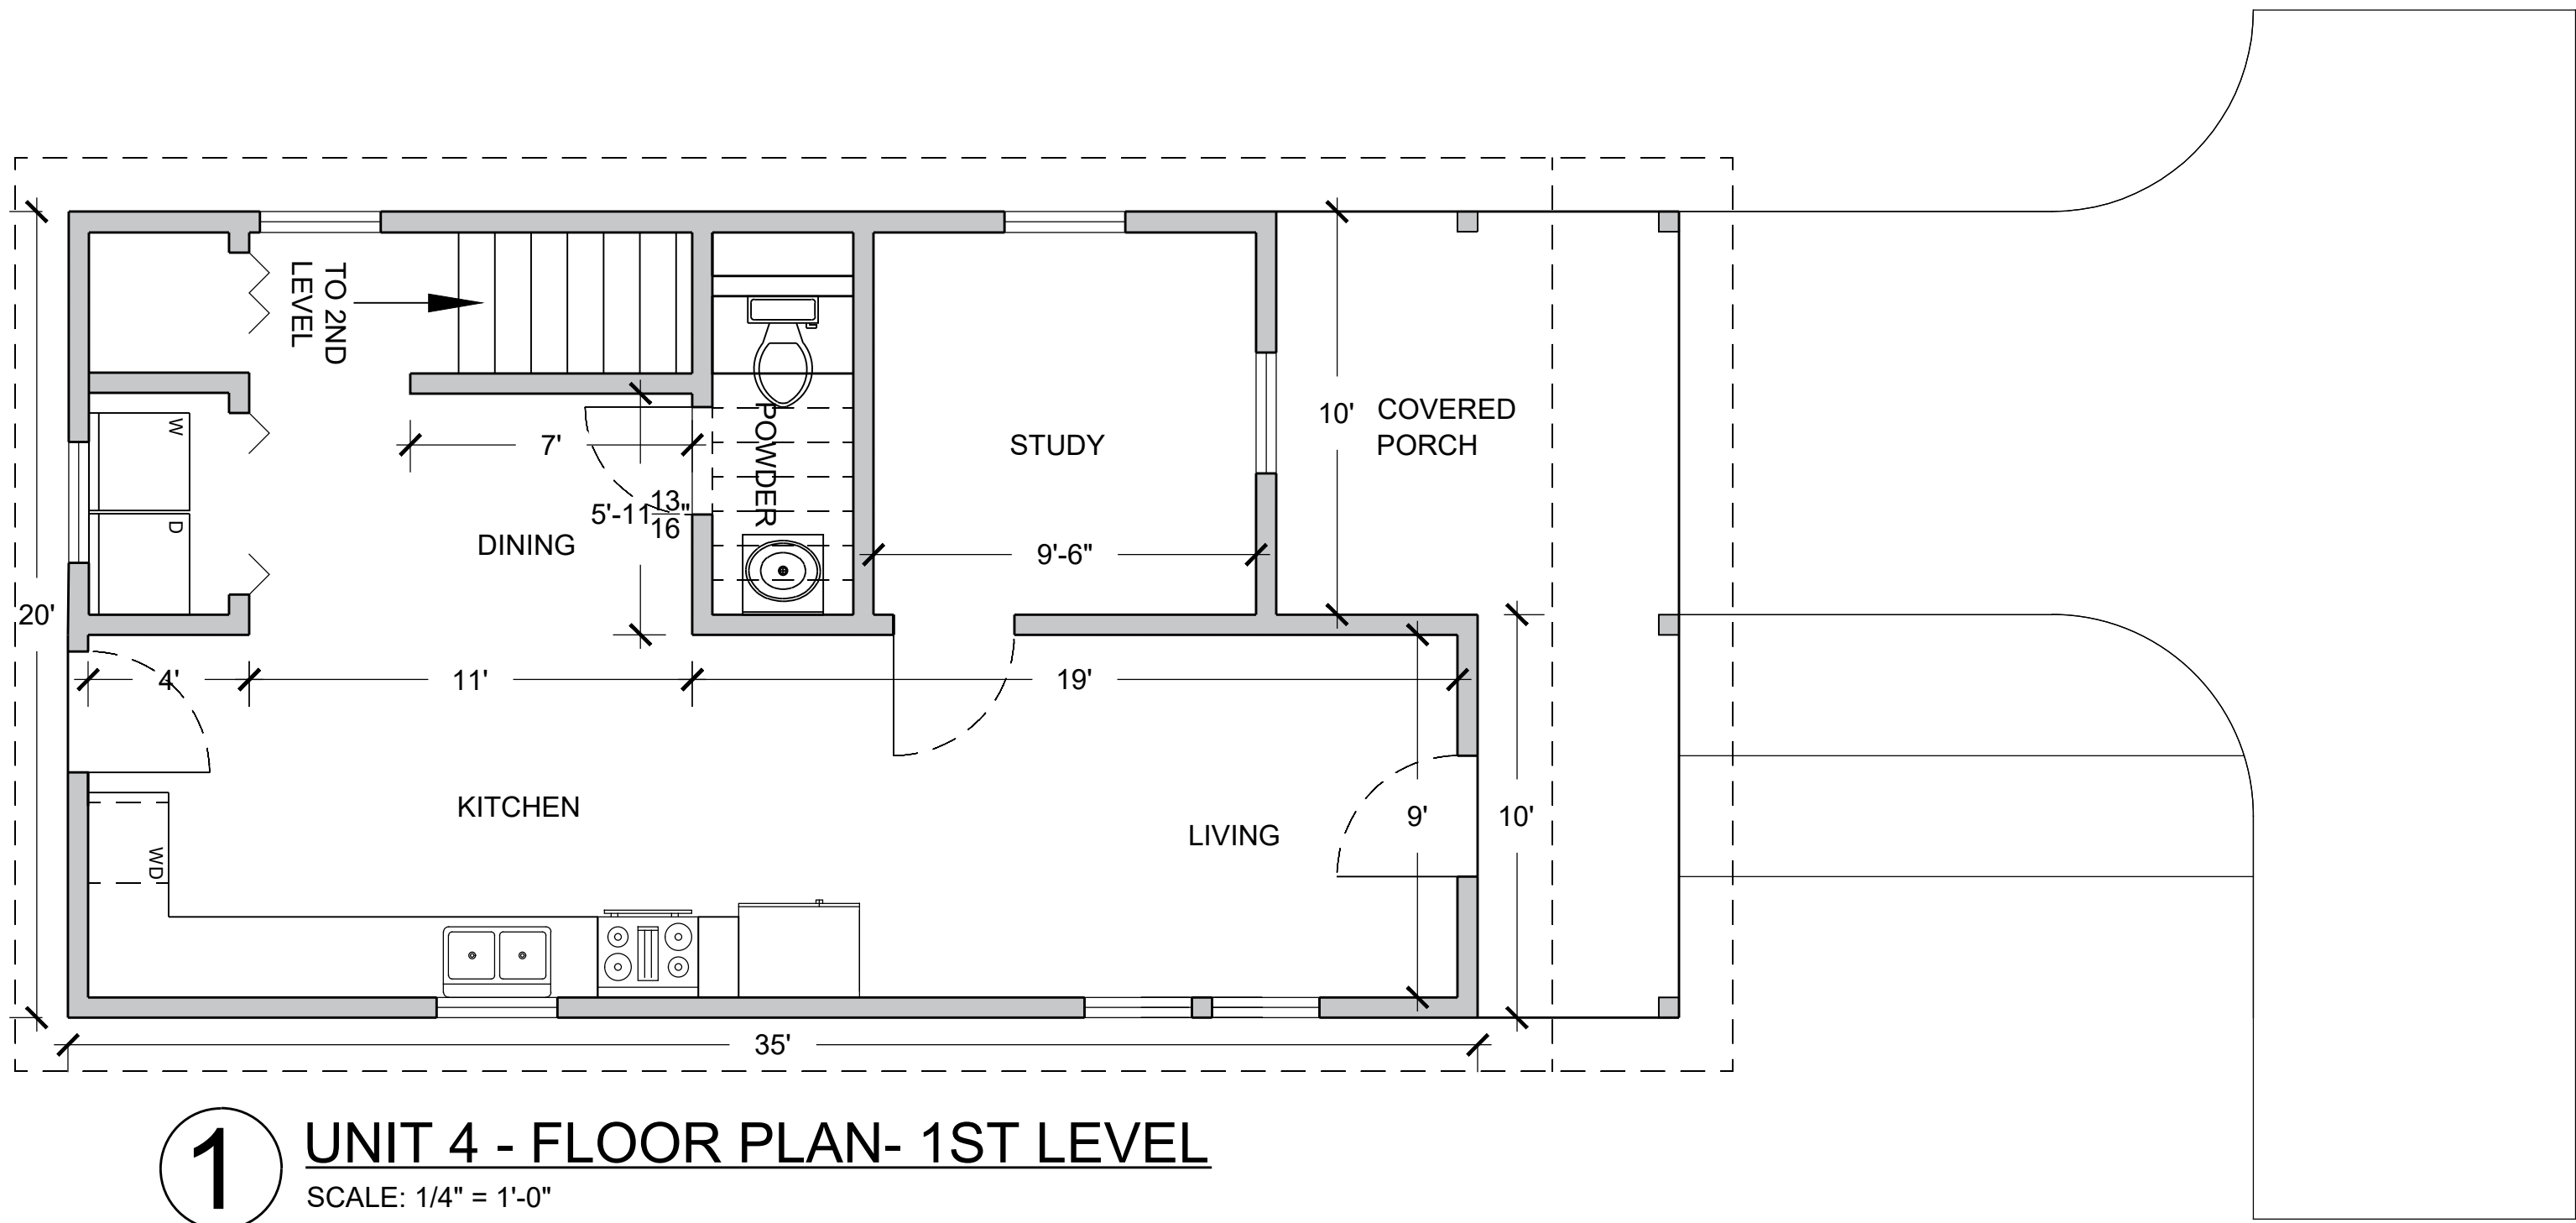 TO 2ND
LEVEL
W
D
POWDER
STUDY
COVERED
PORCH
10'
7'
5'-11 13/16"
DINING
9'-6"
20'
4'
11'
19'
KITCHEN
LIVING
9'
10'
WD
35'
1
UNIT 4 - FLOOR PLAN- 1ST LEVEL
SCALE: 1/4" = 1'-0"